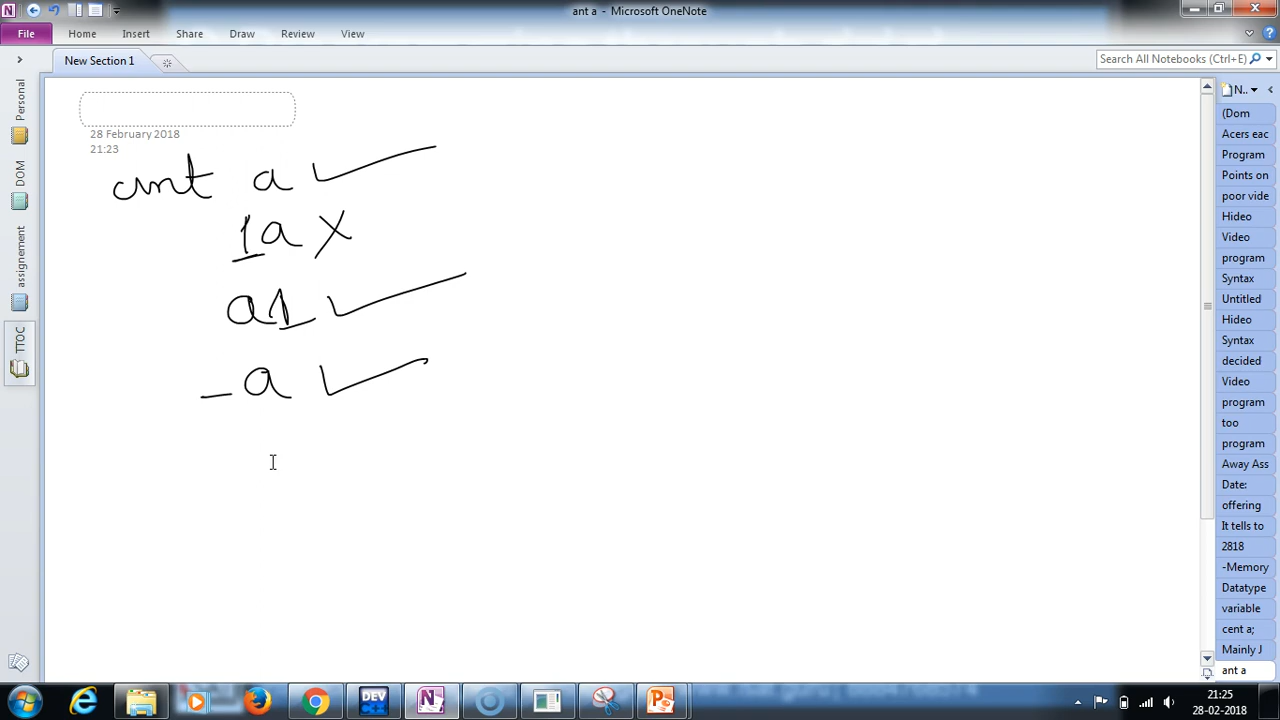 ant a - Microsoft OneNote
File Home Insert Share Draw Review View
New Section 1
Search All Notebooks (Ctrl+E)
N..
Personal
DOM
assignement
TTOC
28 February 2018
21:23
int a ✓
1a X
a1 ✓
_a ✓
(Dom
Acers eac
Program
Points on
poor vide
Hideo
Video
program
Syntax
Untitled
Hideo
Syntax
decided
Video
program
too
program
Away Ass
Date:
offering
It tells to
2818
-Memory
Datatype
variable
cent a;
Mainly J
ant a
DEV
21:25
28-02-2018